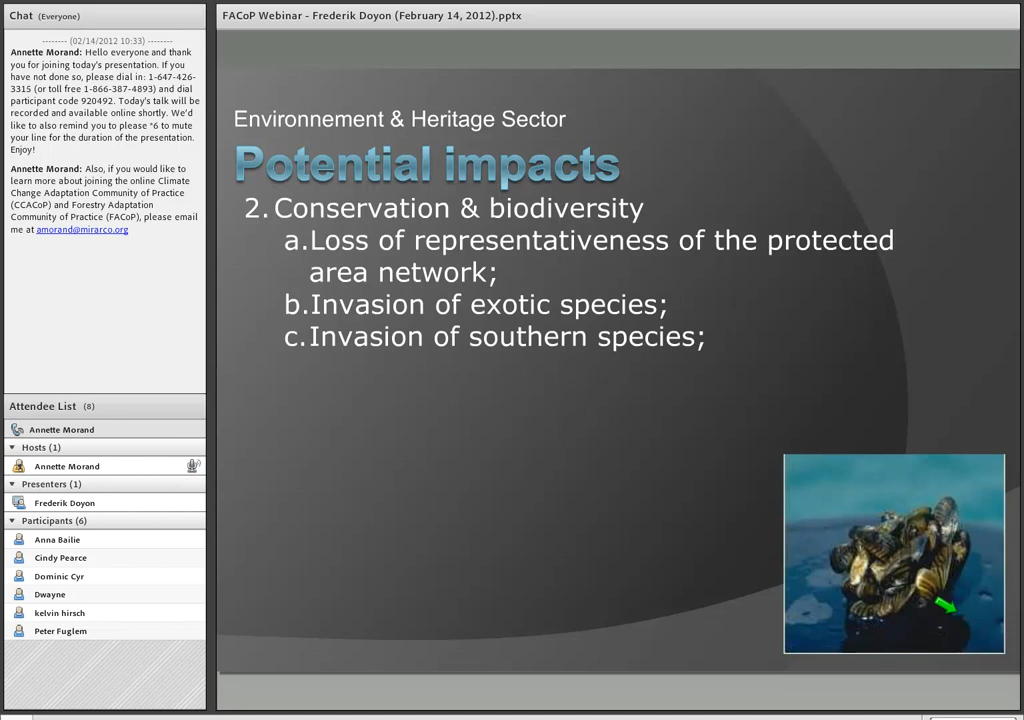 Chat (Everyone)
-------- (02/14/2012 10:33) --------
Annette Morand: Hello everyone and thank
you for joining today's presentation. If you
have not done so, please dial in: 1-647-426-
3315 (or toll free 1-866-387-4893) and dial
participant code 920492. Today's talk will be
recorded and available online shortly. We'd
like to also remind you to please *6 to mute
your line for the duration of the presentation.
Enjoy!
Annette Morand: Also, if you would like to
learn more about joining the online Climate
Change Adaptation Community of Practice
(CCACoP) and Forestry Adaptation
Community of Practice (FACoP), please email
me at amorand@mirarco.org
Attendee List (8)
Annette Morand
Hosts (1)
Annette Morand
Presenters (1)
Frederik Doyon
Participants (6)
Anna Bailie
Cindy Pearce
Dominic Cyr
Dwayne
kelvin hirsch
Peter Fuglem
FACoP Webinar - Frederik Doyon (February 14, 2012).pptx
Environnement & Heritage Sector
Potential impacts
2. Conservation & biodiversity
a.Loss of representativeness of the protected
area network;
b.Invasion of exotic species;
c.Invasion of southern species;